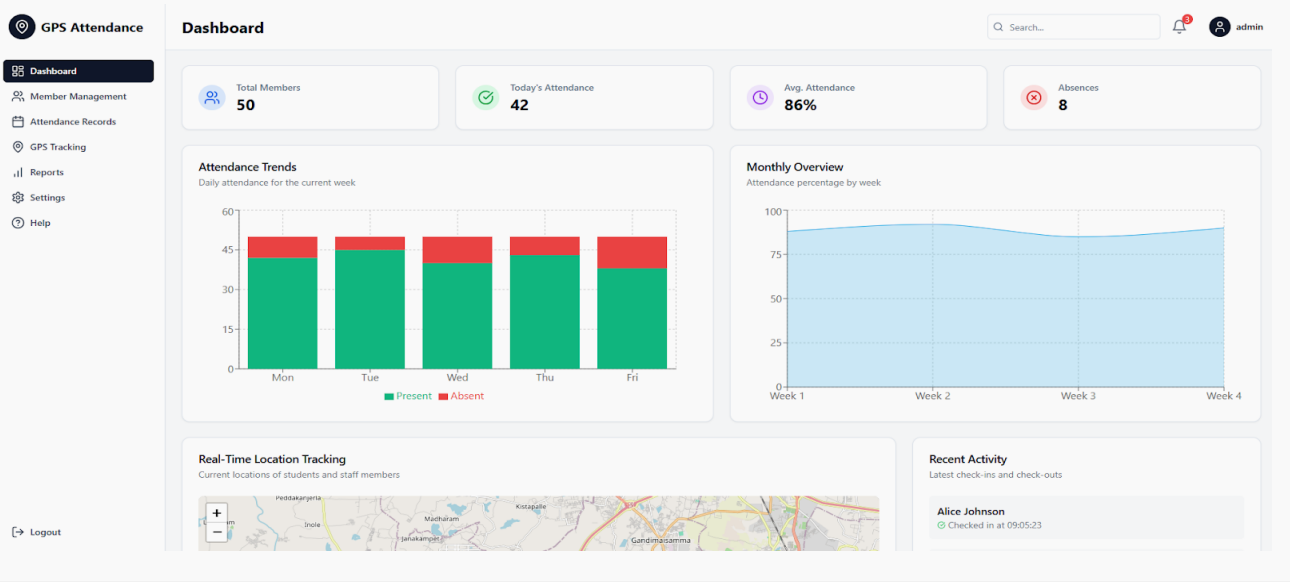 GPS Attendance
Dashboard
Search...
3
admin
Dashboard
Member Management
Attendance Records
GPS Tracking
Reports
Settings
Help
Logout
Total Members
50
Today's Attendance
42
Avg. Attendance
86%
Absences
8
Attendance Trends
Daily attendance for the current week
60
45
30
15
0
Mon Tue Wed Thu Fri
Present Absent
Monthly Overview
Attendance percentage by week
100
75
50
25
0
Week 1 Week 2 Week 3 Week 4
Real-Time Location Tracking
Current locations of students and staff members
+
−
Peddakanjerla
Inole
Madharam
Janakampet
Kistapalle
Gandimaisamma
Recent Activity
Latest check-ins and check-outs
Alice Johnson
Checked in at 09:05:23